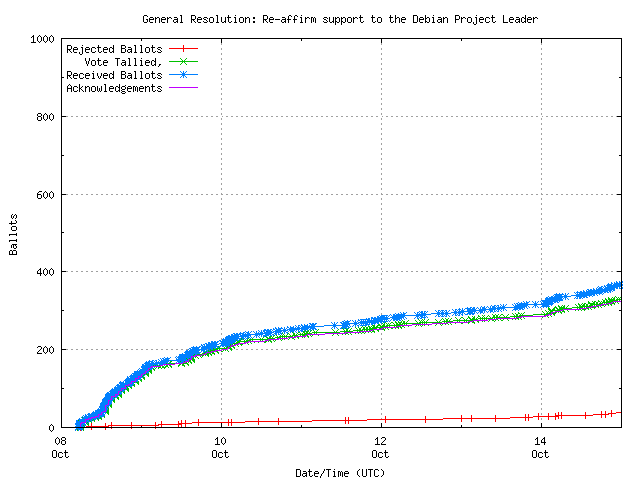 General Resolution: Re-affirm support to the Debian Project Leader
1000
800
600
400
200
0
Ballots
Rejected Ballots
Vote Tallied,
Received Ballots
Acknowledgements
08 10 12 14
Oct Oct Oct Oct
Date/Time (UTC)